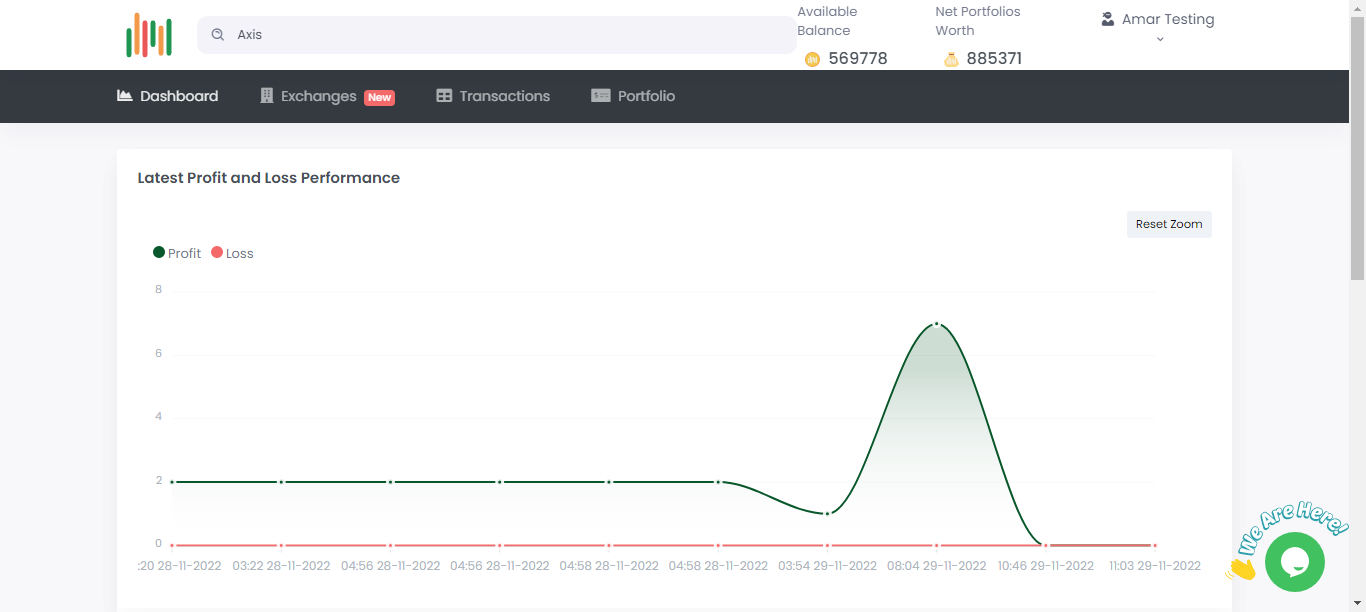 Axis
Available
Balance
569778
Net Portfolios
Worth
885371
Amar Testing
Dashboard
Exchanges New
Transactions
Portfolio
Latest Profit and Loss Performance
Reset Zoom
Profit Loss
8
6
4
2
0
:20 28-11-2022 03:22 28-11-2022 04:56 28-11-2022 04:56 28-11-2022 04:58 28-11-2022 04:58 28-11-2022 03:54 29-11-2022 08:04 29-11-2022 10:46 29-11-2022 11:03 29-11-2022
We Are Here!